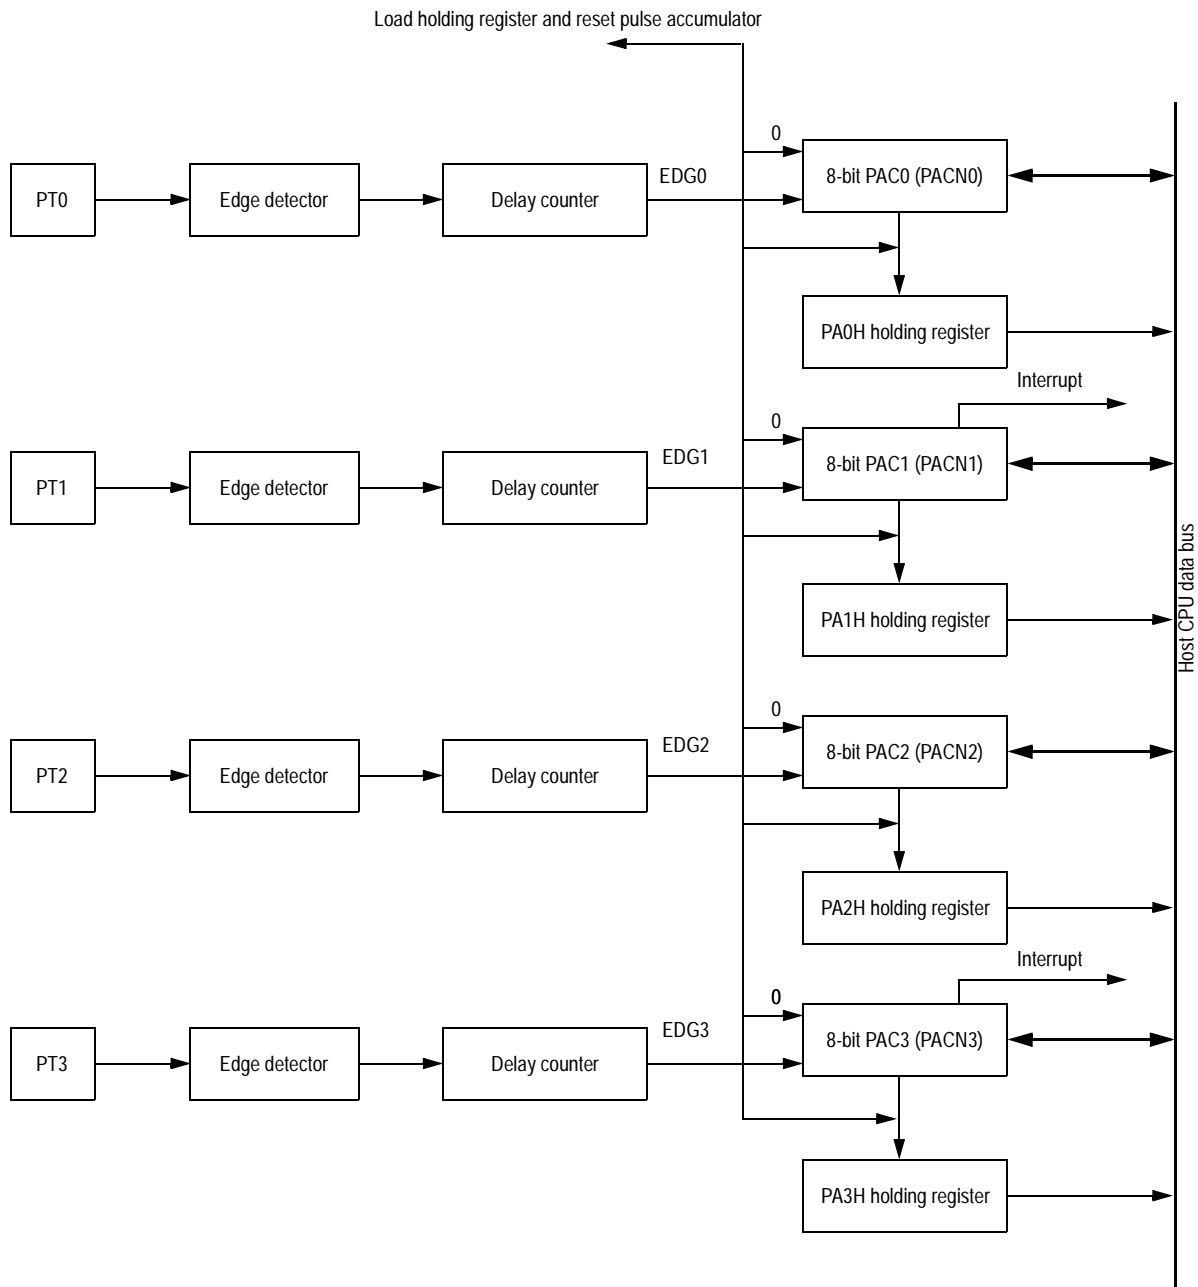 Load holding register and reset pulse accumulator
0
EDG0
8-bit PAC0 (PACN0)
PT0
Edge detector
Delay counter
PA0H holding register
Interrupt
0
EDG1
8-bit PAC1 (PACN1)
PT1
Edge detector
Delay counter
PA1H holding register
Host CPU data bus
0
EDG2
8-bit PAC2 (PACN2)
PT2
Edge detector
Delay counter
PA2H holding register
Interrupt
0
EDG3
8-bit PAC3 (PACN3)
PT3
Edge detector
Delay counter
PA3H holding register